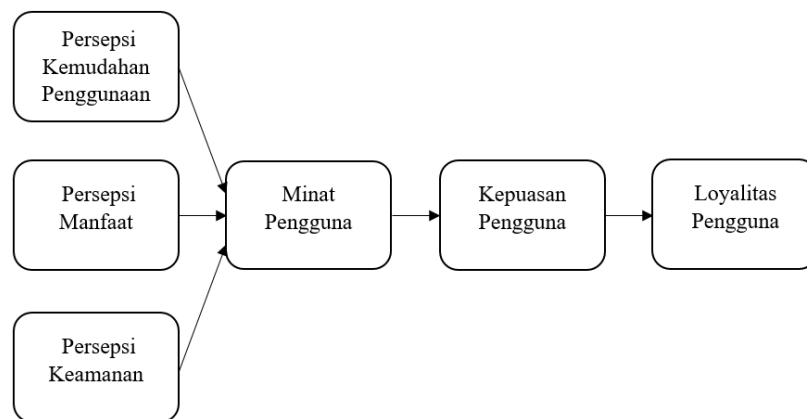 Persepsi
Kemudahan
Penggunaan
Persepsi
Manfaat
Minat
Pengguna
Kepuasan
Pengguna
Loyalitas
Pengguna
Persepsi
Keamanan